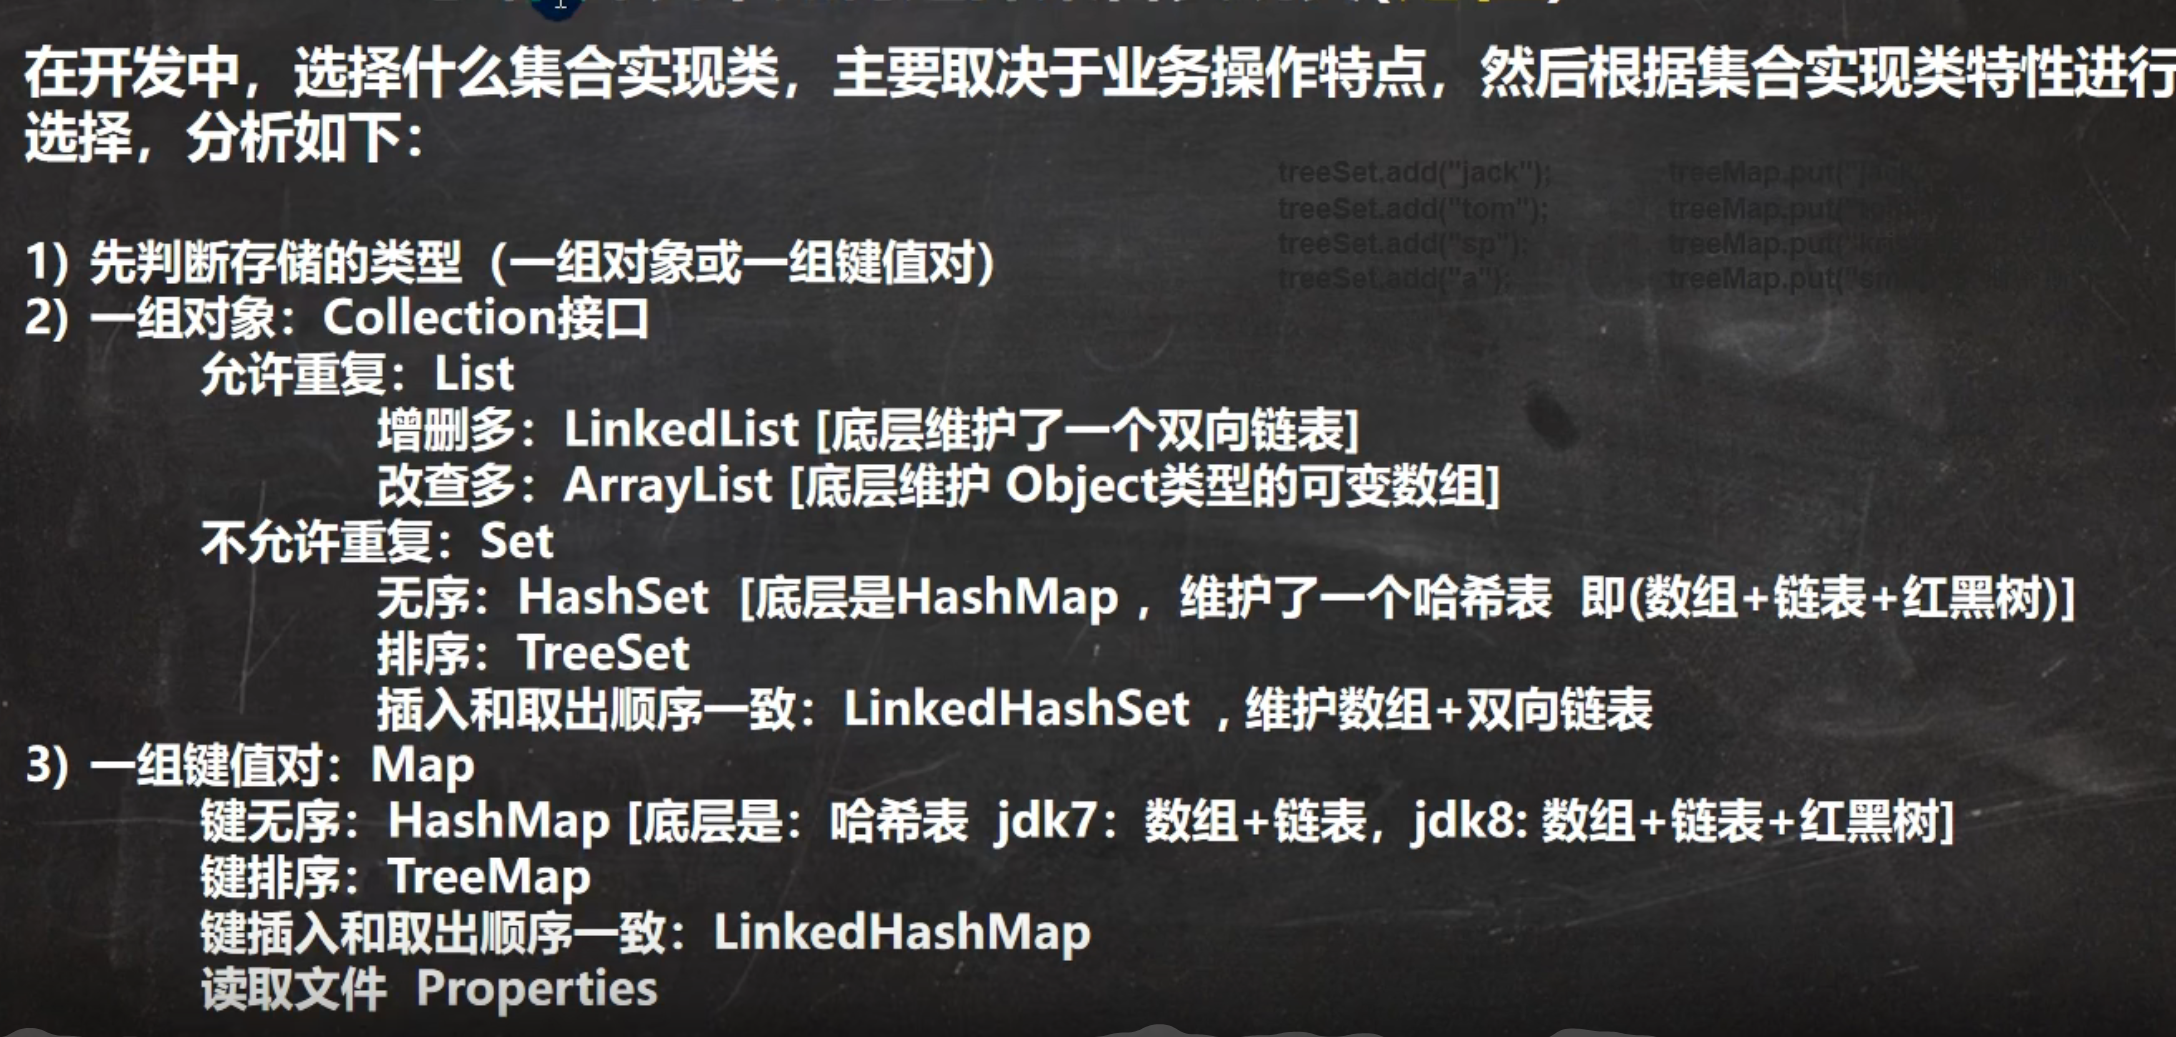 在开发中，选择什么集合实现类，主要取决于业务操作特点，然后根据集合实现类特性进行
选择，分析如下：
treeSet.add("jack");
treeSet.add("tom");
treeSet.add("sp");
treeSet.add("a");
treeMap.put("jack
treeMap.put("tom
treeMap.put("
treeMap.put("sm
1) 先判断存储的类型（一组对象或一组键值对）
2) 一组对象：Collection接口
允许重复：List
增删多：LinkedList [底层维护了一个双向链表]
改查多：ArrayList [底层维护 Object类型的可变数组]
不允许重复：Set
无序：HashSet [底层是HashMap ，维护了一个哈希表 即(数组+链表+红黑树)]
排序：TreeSet
插入和取出顺序一致：LinkedHashSet ，维护数组+双向链表
3) 一组键值对：Map
键无序：HashMap [底层是：哈希表 jdk7：数组+链表，jdk8: 数组+链表+红黑树]
键排序：TreeMap
键插入和取出顺序一致：LinkedHashMap
读取文件 Properties